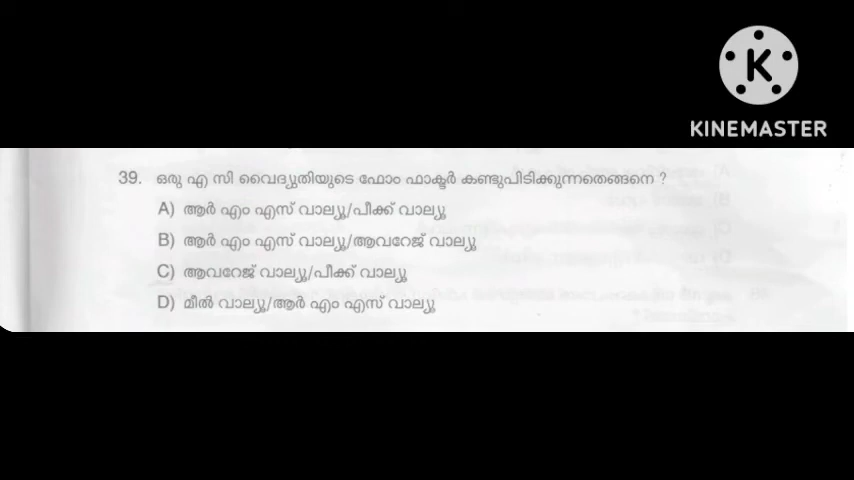 KINEMASTER
39. ഒരു എ സി വൈദ്യുതിയുടെ ഫോം ഫാക്ടർ കണ്ടുപിടിക്കുന്നതെങ്ങനെ ?
A) ആർ എം എസ് വാല്യൂ/പീക്ക് വാല്യൂ
B) ആർ എം എസ് വാല്യൂ/ആവറേജ് വാല്യൂ
C) ആവറേജ് വാല്യൂ/പീക്ക് വാല്യൂ
D) മീൽ വാല്യൂ/ആർ എം എസ് വാല്യൂ